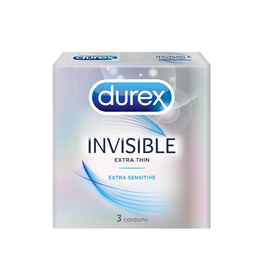 durex
INVISIBLE
EXTRA THIN
EXTRA SENSITIVE
3 condoms